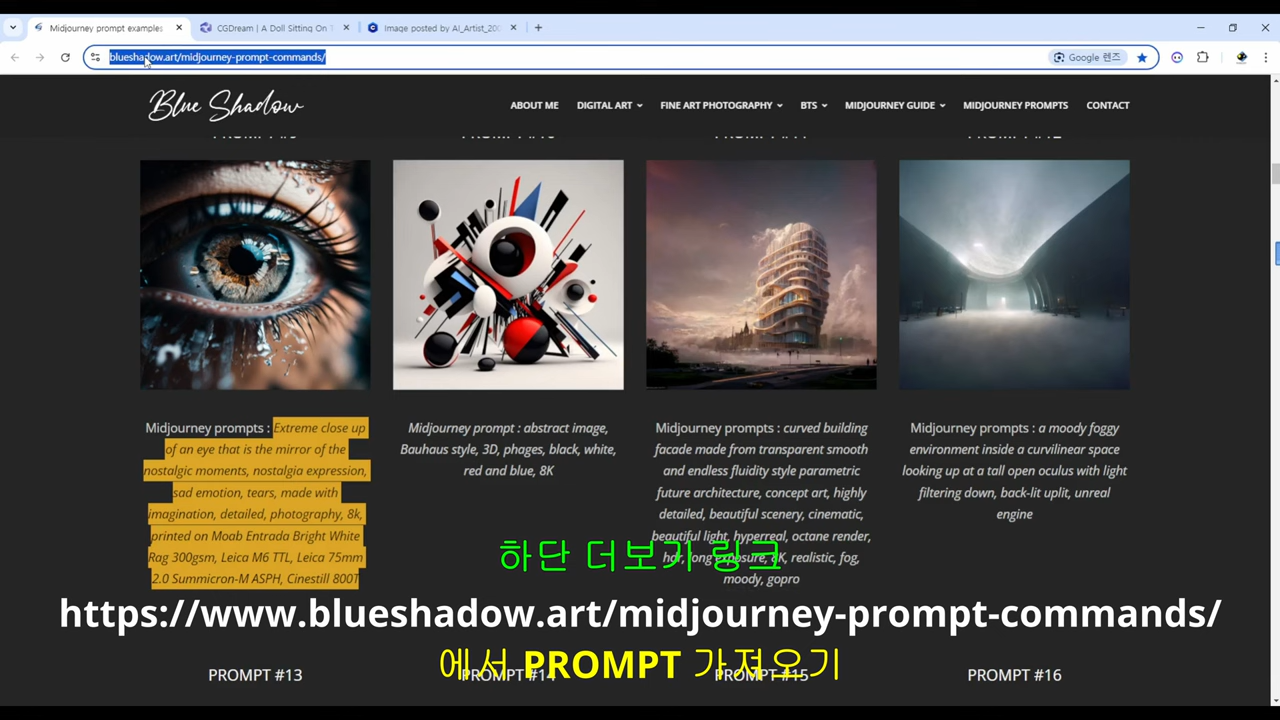 Midjourney prompt examples
CGDream | A Doll Sitting On T
Image posted by AI_Artist_200
blueshadow.art/midjourney-prompt-commands/
Google 렌즈
Blue Shadow
ABOUT ME
DIGITAL ART
FINE ART PHOTOGRAPHY
BTS
MIDJOURNEY GUIDE
MIDJOURNEY PROMPTS
CONTACT
Midjourney prompts : Extreme close up
of an eye that is the mirror of the
nostalgic moments, nostalgia expression,
sad emotion, tears, made with
imagination, detailed, photography, 8k,
printed on Moab Entrada Bright White
Rag 300gsm, Leica M6 TTL, Leica 75mm
2.0 Summicron-M ASPH, Cinestill 800T
Midjourney prompt : abstract image,
Bauhaus style, 3D, phages, black, white,
red and blue, 8K
Midjourney prompts : curved building
facade made from transparent smooth
and endless fluidity style parametric
future architecture, concept art, highly
detailed, beautiful scenery, cinematic,
beautiful light, hyperreal, octane render,
hdr, long exposure, 8K, realistic, fog,
moody, gopro
Midjourney prompts : a moody foggy
environment inside a curvilinear space
looking up at a tall open oculus with light
filtering down, back-lit uplit, unreal
engine
하단 더보기 링크
https://www.blueshadow.art/midjourney-prompt-commands/
에서 PROMPT 가져오기
PROMPT #13
PROMPT #14
PROMPT #15
PROMPT #16